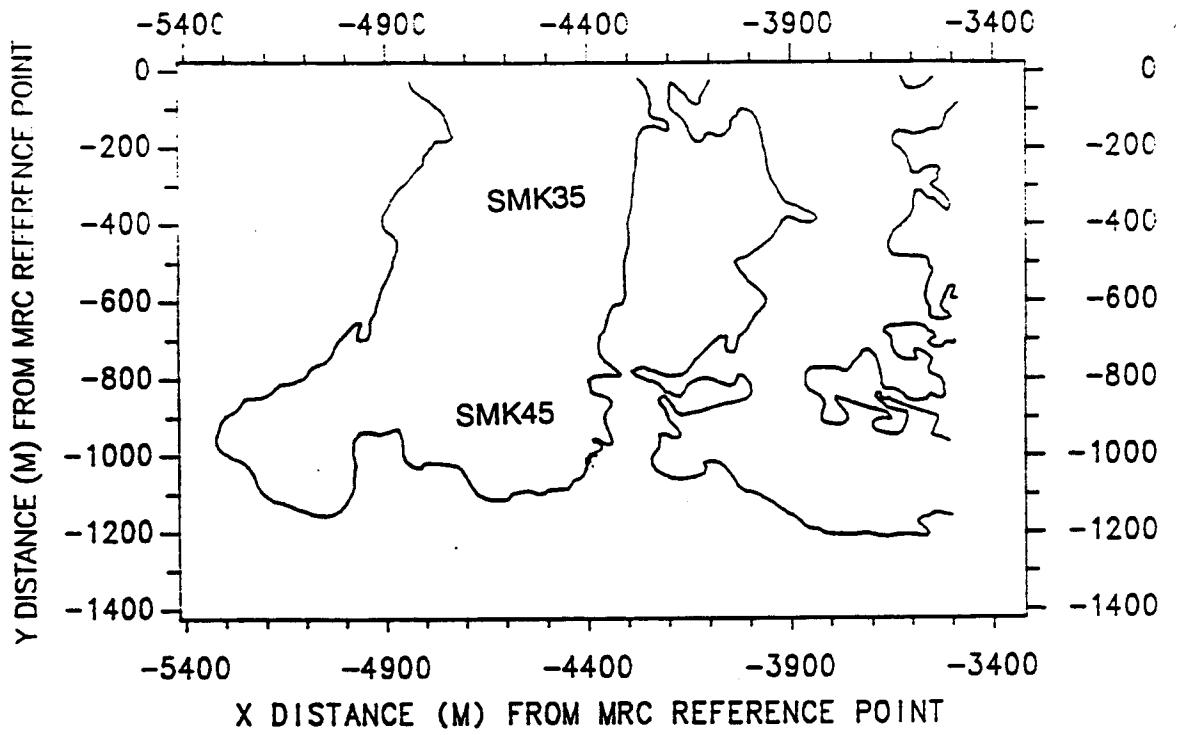 -5400 -4900 -4400 -3900 -3400
0 0
-200 -200
-400 -400
-600 -600
-800 -800
-1000 -1000
-1200 -1200
-1400 -1400
Y DISTANCE (M) FROM MRC REFERENCE POINT
SMK35
SMK45
-5400 -4900 -4400 -3900 -3400
X DISTANCE (M) FROM MRC REFERENCE POINT